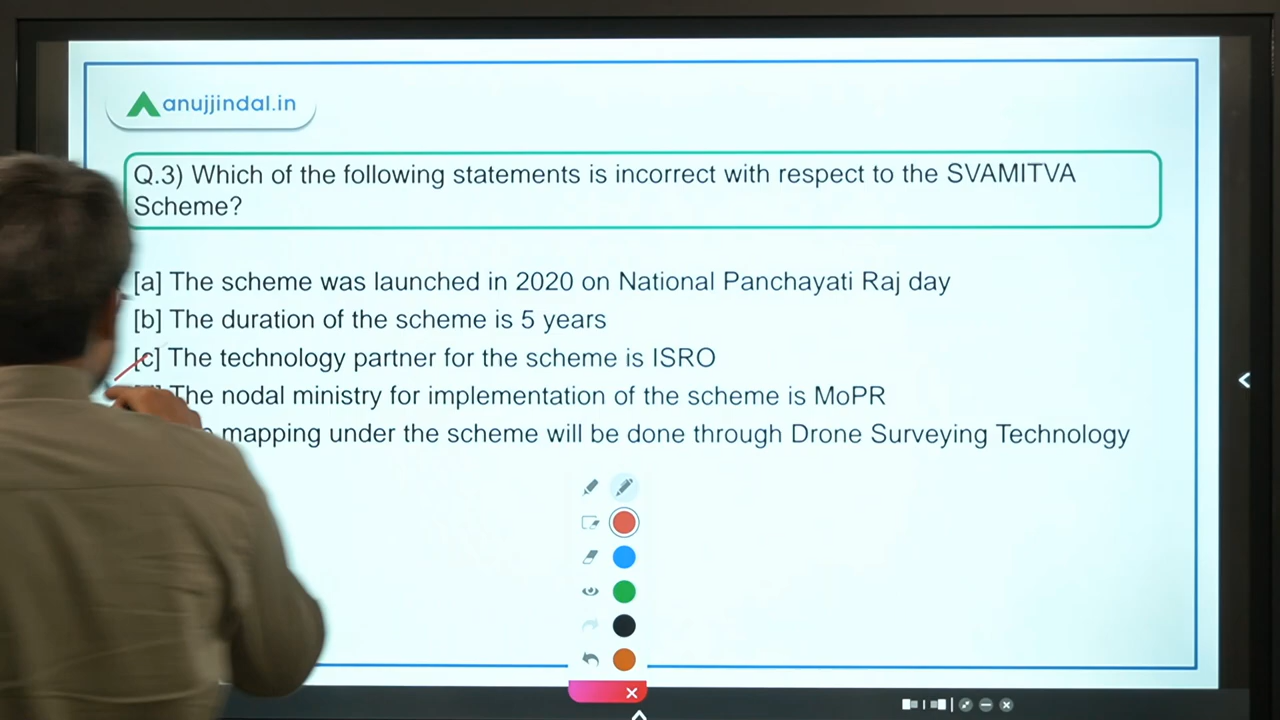 anujjindal.in
Q.3) Which of the following statements is incorrect with respect to the SVAMITVA
Scheme?
[a] The scheme was launched in 2020 on National Panchayati Raj day
[b] The duration of the scheme is 5 years
[c] The technology partner for the scheme is ISRO
The nodal ministry for implementation of the scheme is MoPR
mapping under the scheme will be done through Drone Surveying Technology